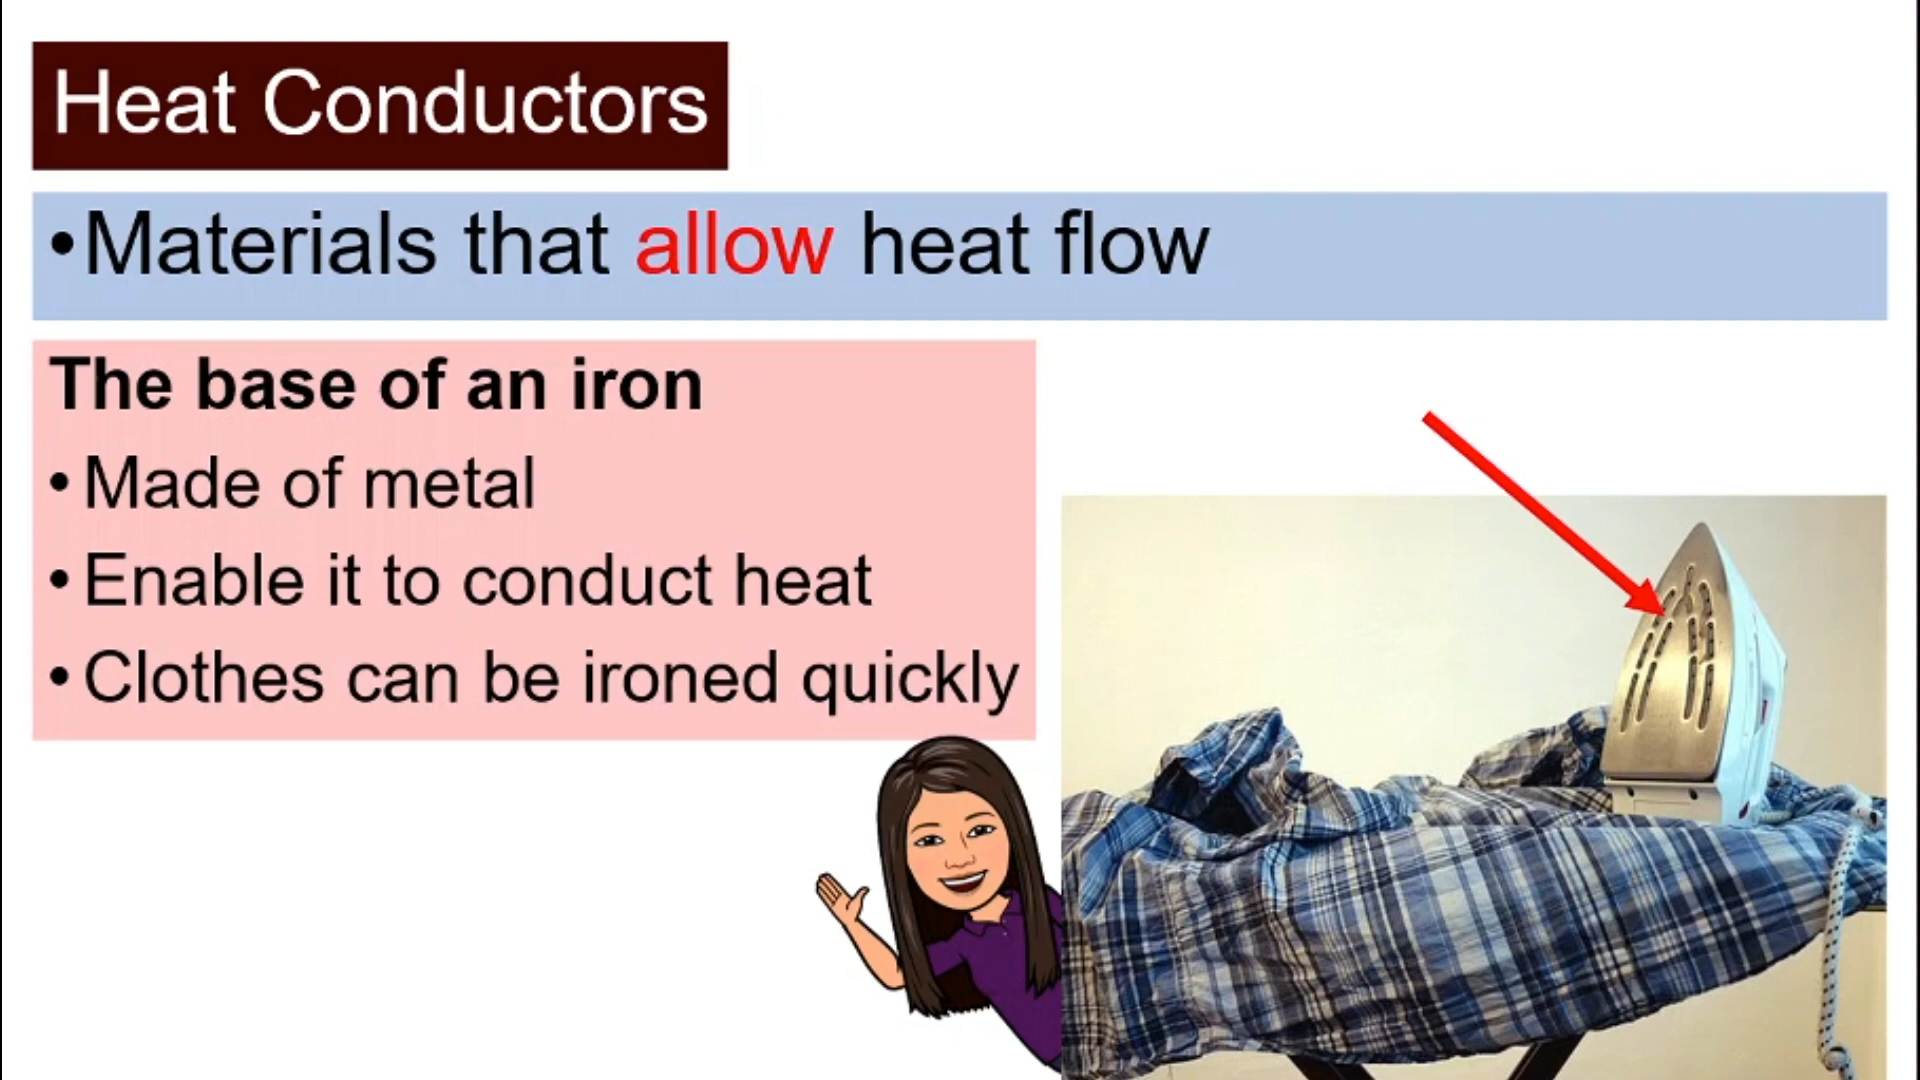 Heat Conductors
•Materials that allow heat flow
The base of an iron
• Made of metal
• Enable it to conduct heat
• Clothes can be ironed quickly